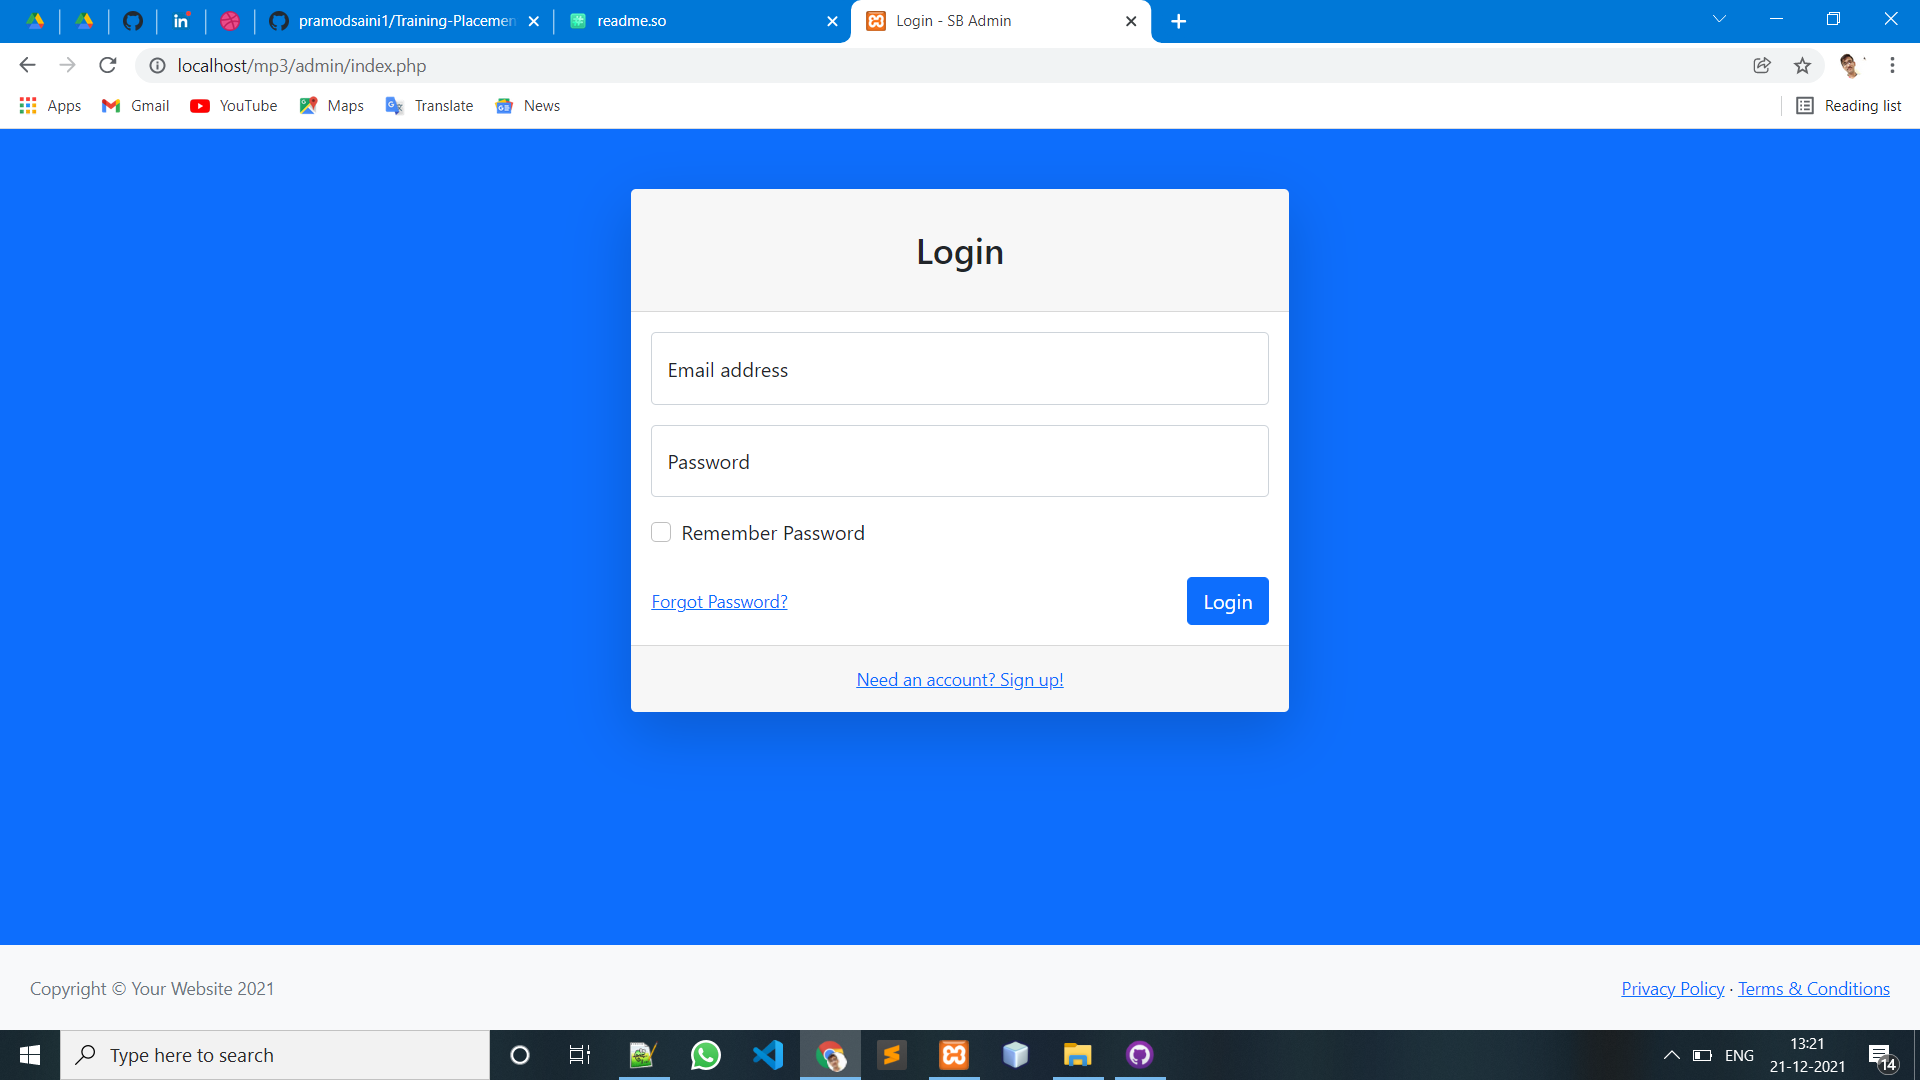 pramodsaini1/Training-Placemen
readme.so
Login - SB Admin
localhost/mp3/admin/index.php
Apps
Gmail
YouTube
Maps
Translate
News
Reading list
Login
Email address
Password
Remember Password
Forgot Password?
Login
Need an account? Sign up!
Copyright © Your Website 2021
Privacy Policy · Terms & Conditions
Type here to search
ENG
13:21
21-12-2021
14